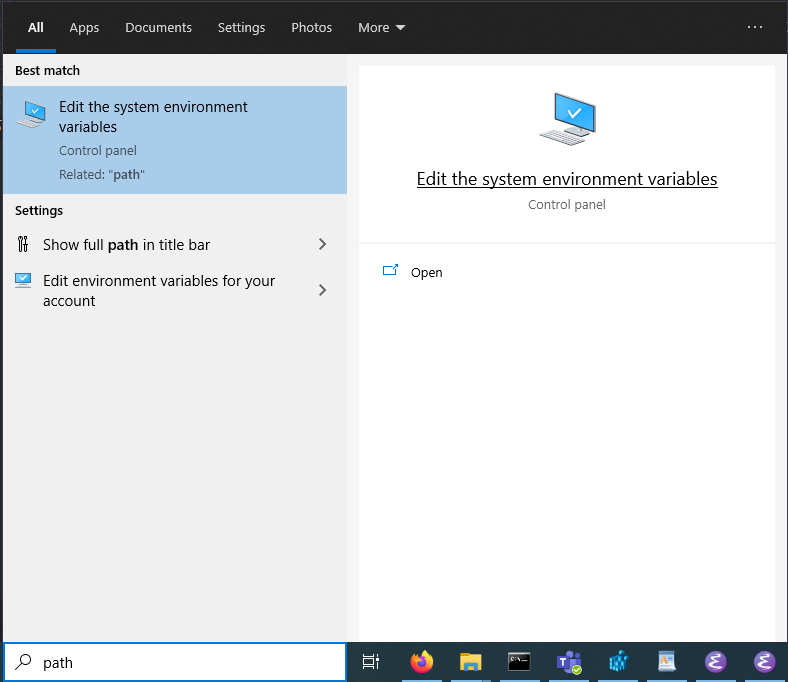 All Apps Documents Settings Photos More ...
Best match
Edit the system environment
variables
Control panel
Related: "path"
Settings
Show full path in title bar
Edit environment variables for your
account
Edit the system environment variables
Control panel
Open
path